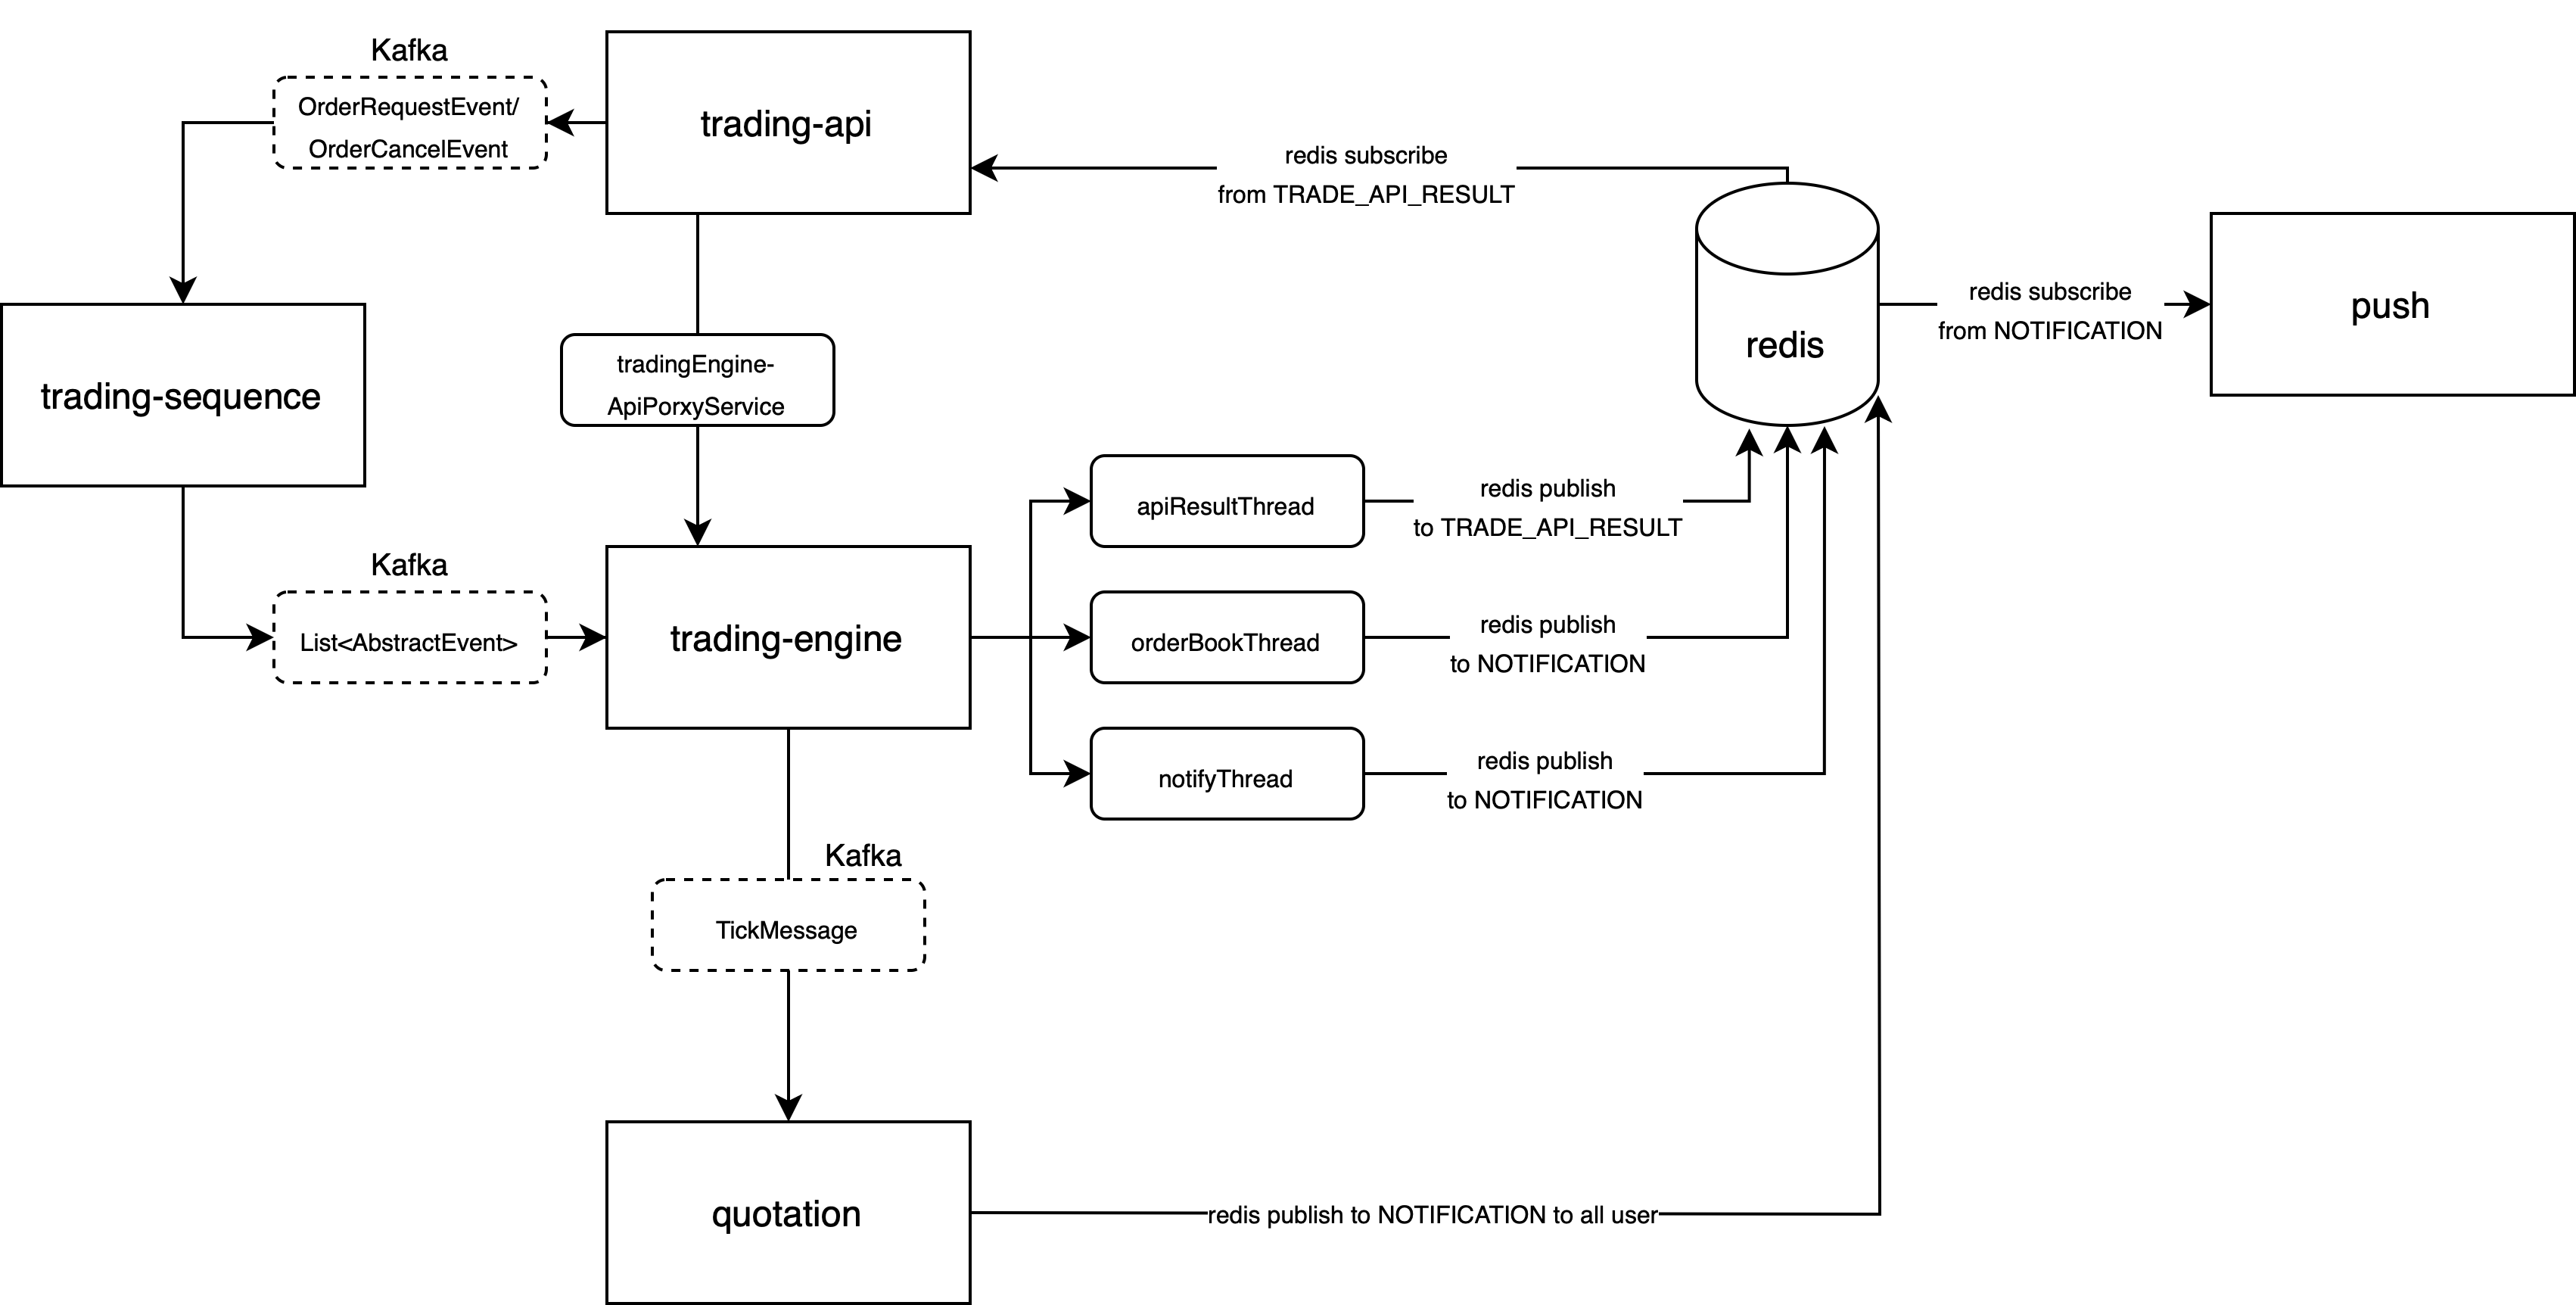 Kafka
OrderRequestEvent/
OrderCancelEvent
trading-api
redis subscribe
from TRADE_API_RESULT
redis
redis subscribe
from NOTIFICATION
push
trading-sequence
tradingEngine-
ApiPorxyService
apiResultThread
redis publish
to TRADE_API_RESULT
Kafka
List<AbstractEvent>
trading-engine
orderBookThread
redis publish
to NOTIFICATION
notifyThread
redis publish
to NOTIFICATION
Kafka
TickMessage
quotation
redis publish to NOTIFICATION to all user